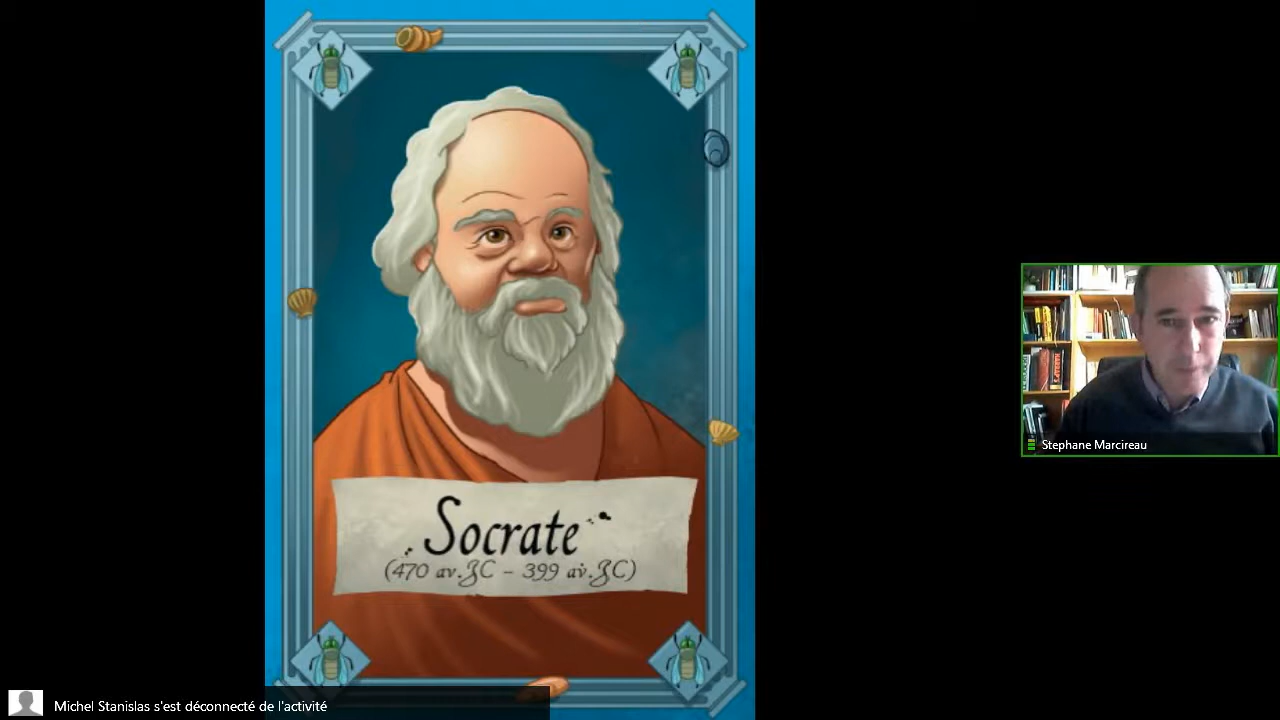 Socrate
(470 av.JC – 399 av.JC)
Stephane Marcireau
Michel Stanislas s'est déconnecté de l'activité